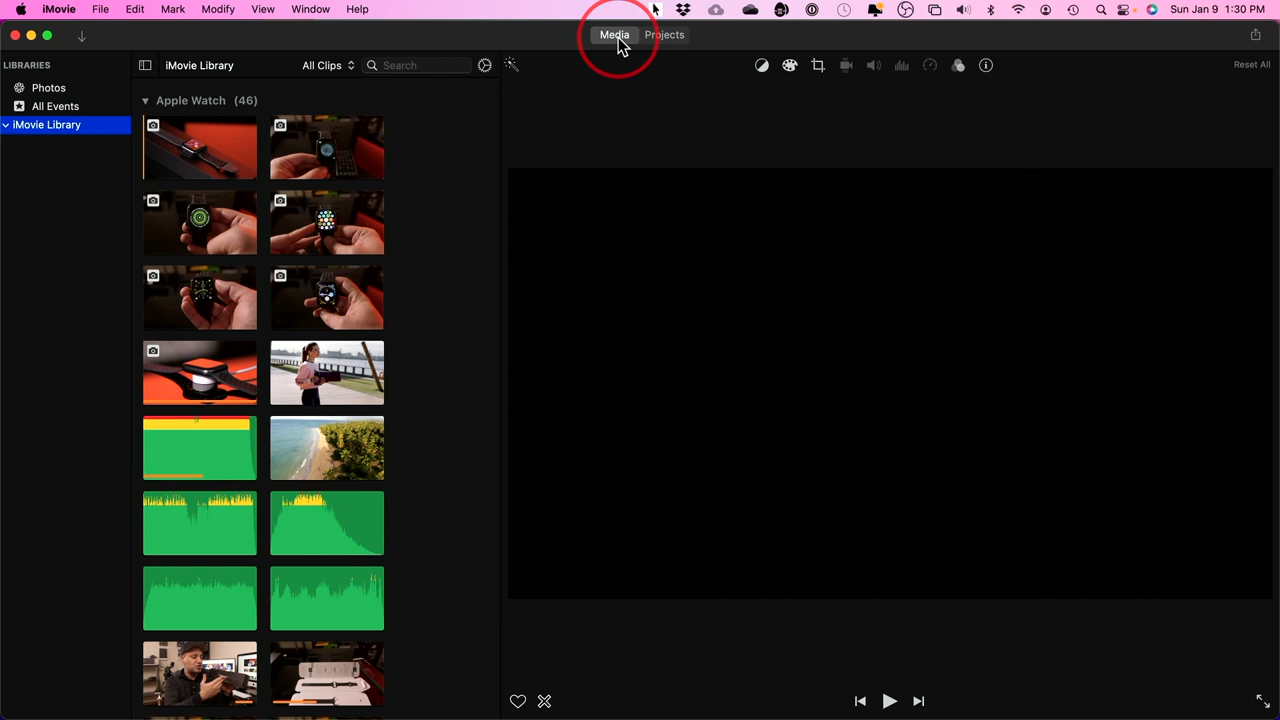 iMovie File Edit Mark Modify View Window Help Sun Jan 9 1:30 PM
Media Projects
LIBRARIES
iMovie Library All Clips Search Reset All
Photos
All Events
iMovie Library
Apple Watch (46)